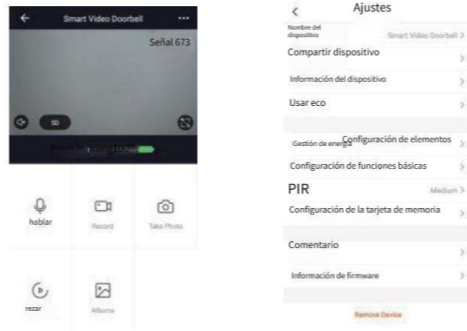 Smart Video Doorbell
Señal 673
SD
hablar
Record
Take Photo
rezar
Albums
Ajustes
Nombre del dispositivo
Smart Video Doorbell
Compartir dispositivo
Información del dispositivo
Usar eco
Gestión de energía
Configuración de elementos
Configuración de funciones básicas
PIR
Medium
Configuración de la tarjeta de memoria
Comentario
Información de firmware
Remove Device